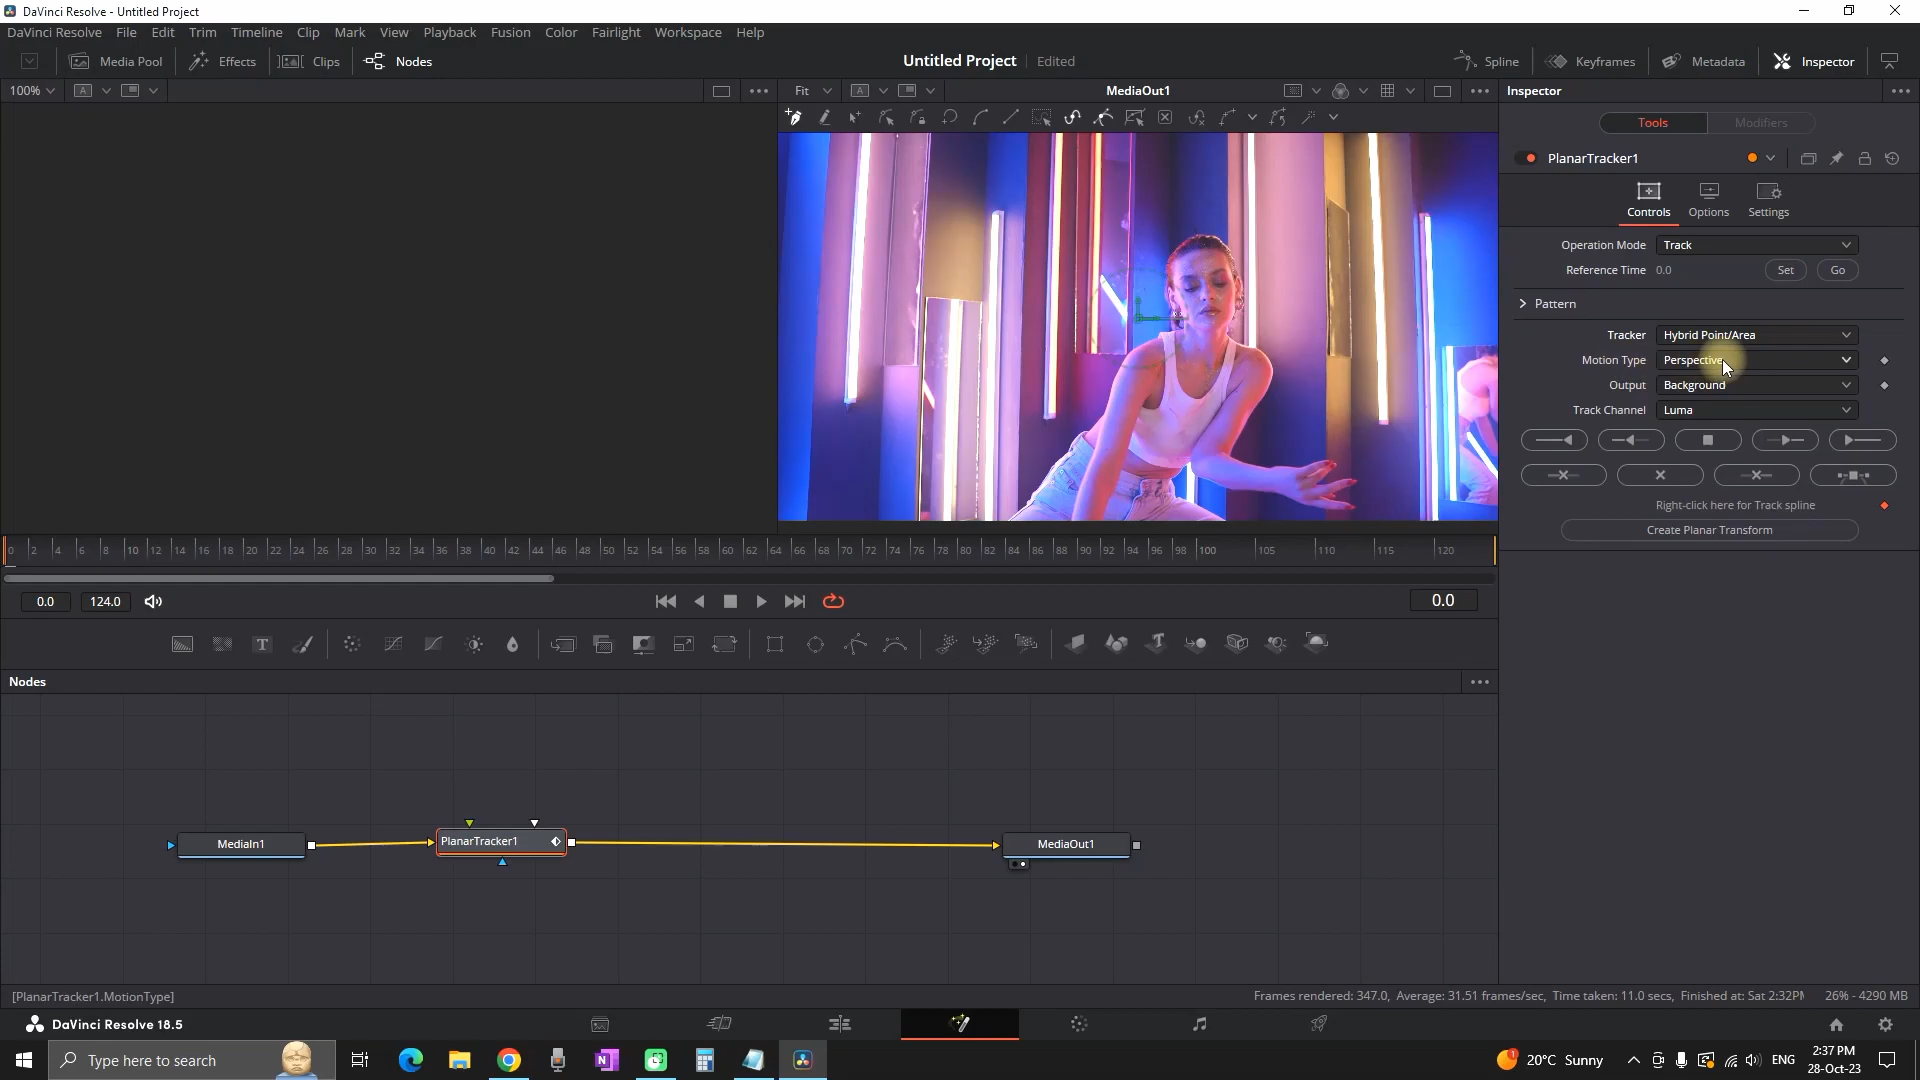 DaVinci Resolve - Untitled Project
DaVinci Resolve File Edit Trim Timeline Clip Mark View Playback Fusion Color Fairlight Workspace Help
Media Pool Effects Clips Nodes Untitled Project Edited Spline Keyframes Metadata Inspector
100% A Fit A MediaOut1 Inspector
Tools Modifiers
PlanarTracker1
Controls Options Settings
Operation Mode Track
Reference Time 0.0 Set Go
Pattern
Tracker Hybrid Point/Area
Motion Type Perspective
Output Background
Track Channel Luma
Right-click here for Track spline
Create Planar Transform
0 2 4 6 8 10 12 14 16 18 20 22 24 26 28 30 32 34 36 38 40 42 44 46 48 50 52 54 56 58 60 62 64 66 68 70 72 74 76 78 80 82 84 86 88 90 92 94 96 98 100 105 110 115 120
0.0 124.0 0.0
T T
Nodes
MediaIn1 PlanarTracker1 MediaOut1
[PlanarTracker1.MotionType] Frames rendered: 347.0, Average: 31.51 frames/sec, Time taken: 11.0 secs, Finished at: Sat 2:32PM 26% - 4290 MB
DaVinci Resolve 18.5
Type here to search 1 20°C Sunny ENG 2:37 PM
28-Oct-23